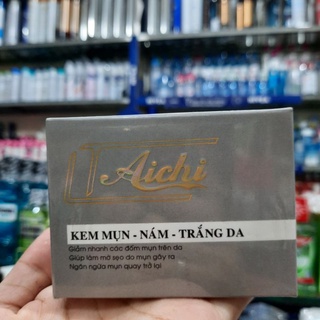 Aichi
KEM MỤN - NÁM - TRẮNG DA
Giảm nhanh các đốm mụn trên da
Giúp làm mờ sẹo do mụn gây ra
Ngăn ngừa mụn quay trở lại